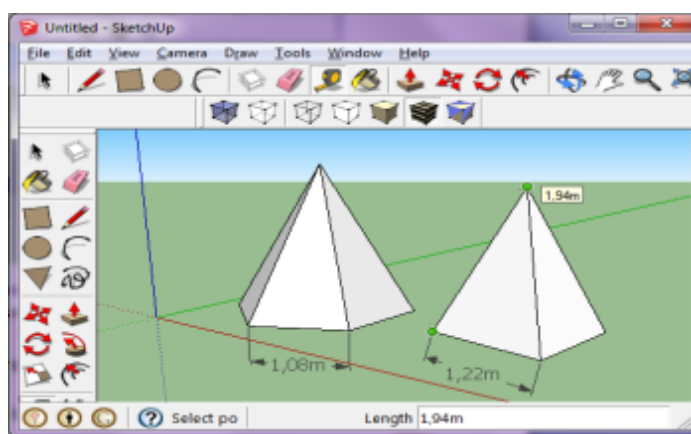 Untitled - SketchUp
File Edit View Camera Draw Tools Window Help
1,94m
1,08m
1,22m
Select po
Length 1,94m